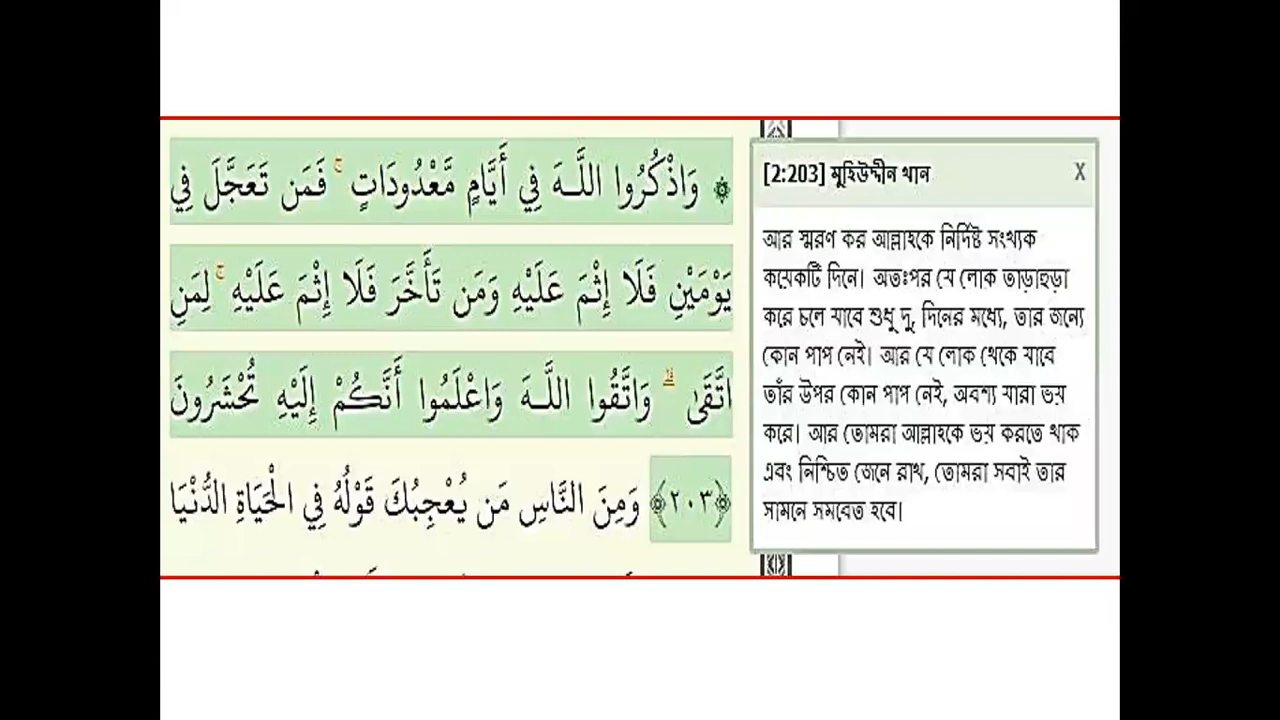 ۞ وَاذْكُرُوا اللَّـهَ فِي أَيَّامٍ مَّعْدُودَاتٍ ۚ فَمَن تَعَجَّلَ فِي
يَوْمَيْنِ فَلَا إِثْمَ عَلَيْهِ وَمَن تَأَخَّرَ فَلَا إِثْمَ عَلَيْهِ ۚ لِمَنِ
اتَّقَىٰ ۗ وَاتَّقُوا اللَّـهَ وَاعْلَمُوا أَنَّكُمْ إِلَيْهِ تُحْشَرُونَ
﴿٢٠٣﴾ وَمِنَ النَّاسِ مَن يُعْجِبُكَ قَوْلُهُ فِي الْحَيَاةِ الدُّنْيَا
[2:203] মুহিউদ্দীন খান X
আর স্মরণ কর আল্লাহকে নির্দিষ্ট সংখ্যক
কয়েকটি দিনে। অতঃপর যে লোক তাড়াহুড়া
করে চলে যাবে শুধু দু, দিনের মধ্যে, তার জন্যে
কোন পাপ নেই। আর যে লোক থেকে যাবে
তাঁর উপর কোন পাপ নেই, অবশ্য যারা ভয়
করে। আর তোমরা আল্লাহকে ভয় করতে থাক
এবং নিশ্চিত জেনে রাখ, তোমরা সবাই তার
সামনে সমবেত হবে।